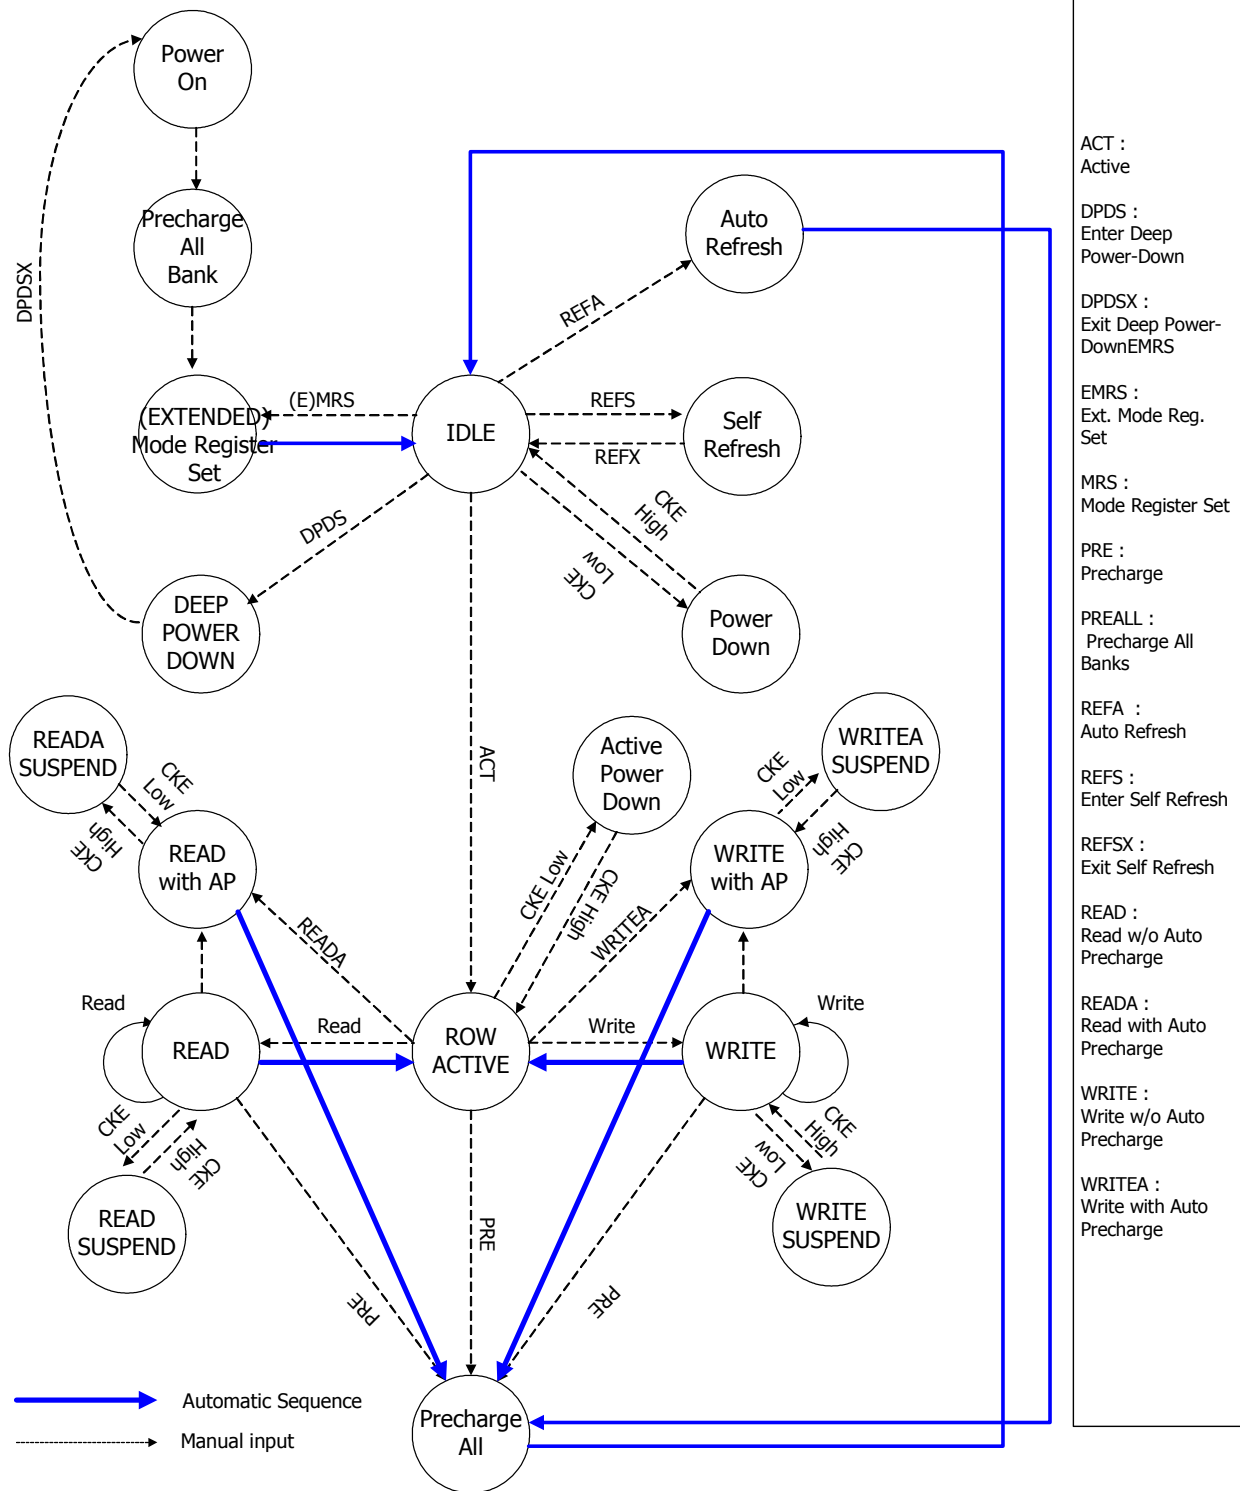 Power
On
Precharge
All
Bank
DPDSX
Auto
Refresh
REFA
(EXTENDED)
Mode Register
Set
(E)MRS
IDLE
REFS
REFX
Self
Refresh
DPDS
CKE
High
CKE
Low
DEEP
POWER
DOWN
Power
Down
ACT
READA
SUSPEND
CKE
Low
CKE
High
READ
with AP
Active
Power
Down
CKE Low
CKE High
WRITEA
SUSPEND
CKE
Low
CKE
High
WRITE
with AP
READA
WRITEA
Read
READ
Read
ROW
ACTIVE
Write
WRITE
Write
CKE
Low
CKE
High
READ
SUSPEND
CKE
High
CKE
Low
WRITE
SUSPEND
PRE
PRE
PRE
Precharge
All
Automatic Sequence
Manual input
ACT :
Active
DPDS :
Enter Deep
Power-Down
DPDSX :
Exit Deep Power-
DownEMRS
EMRS :
Ext. Mode Reg.
Set
MRS :
Mode Register Set
PRE :
Precharge
PREALL :
Precharge All
Banks
REFA :
Auto Refresh
REFS :
Enter Self Refresh
REFSX :
Exit Self Refresh
READ :
Read w/o Auto
Precharge
READA :
Read with Auto
Precharge
WRITE :
Write w/o Auto
Precharge
WRITEA :
Write with Auto
Precharge